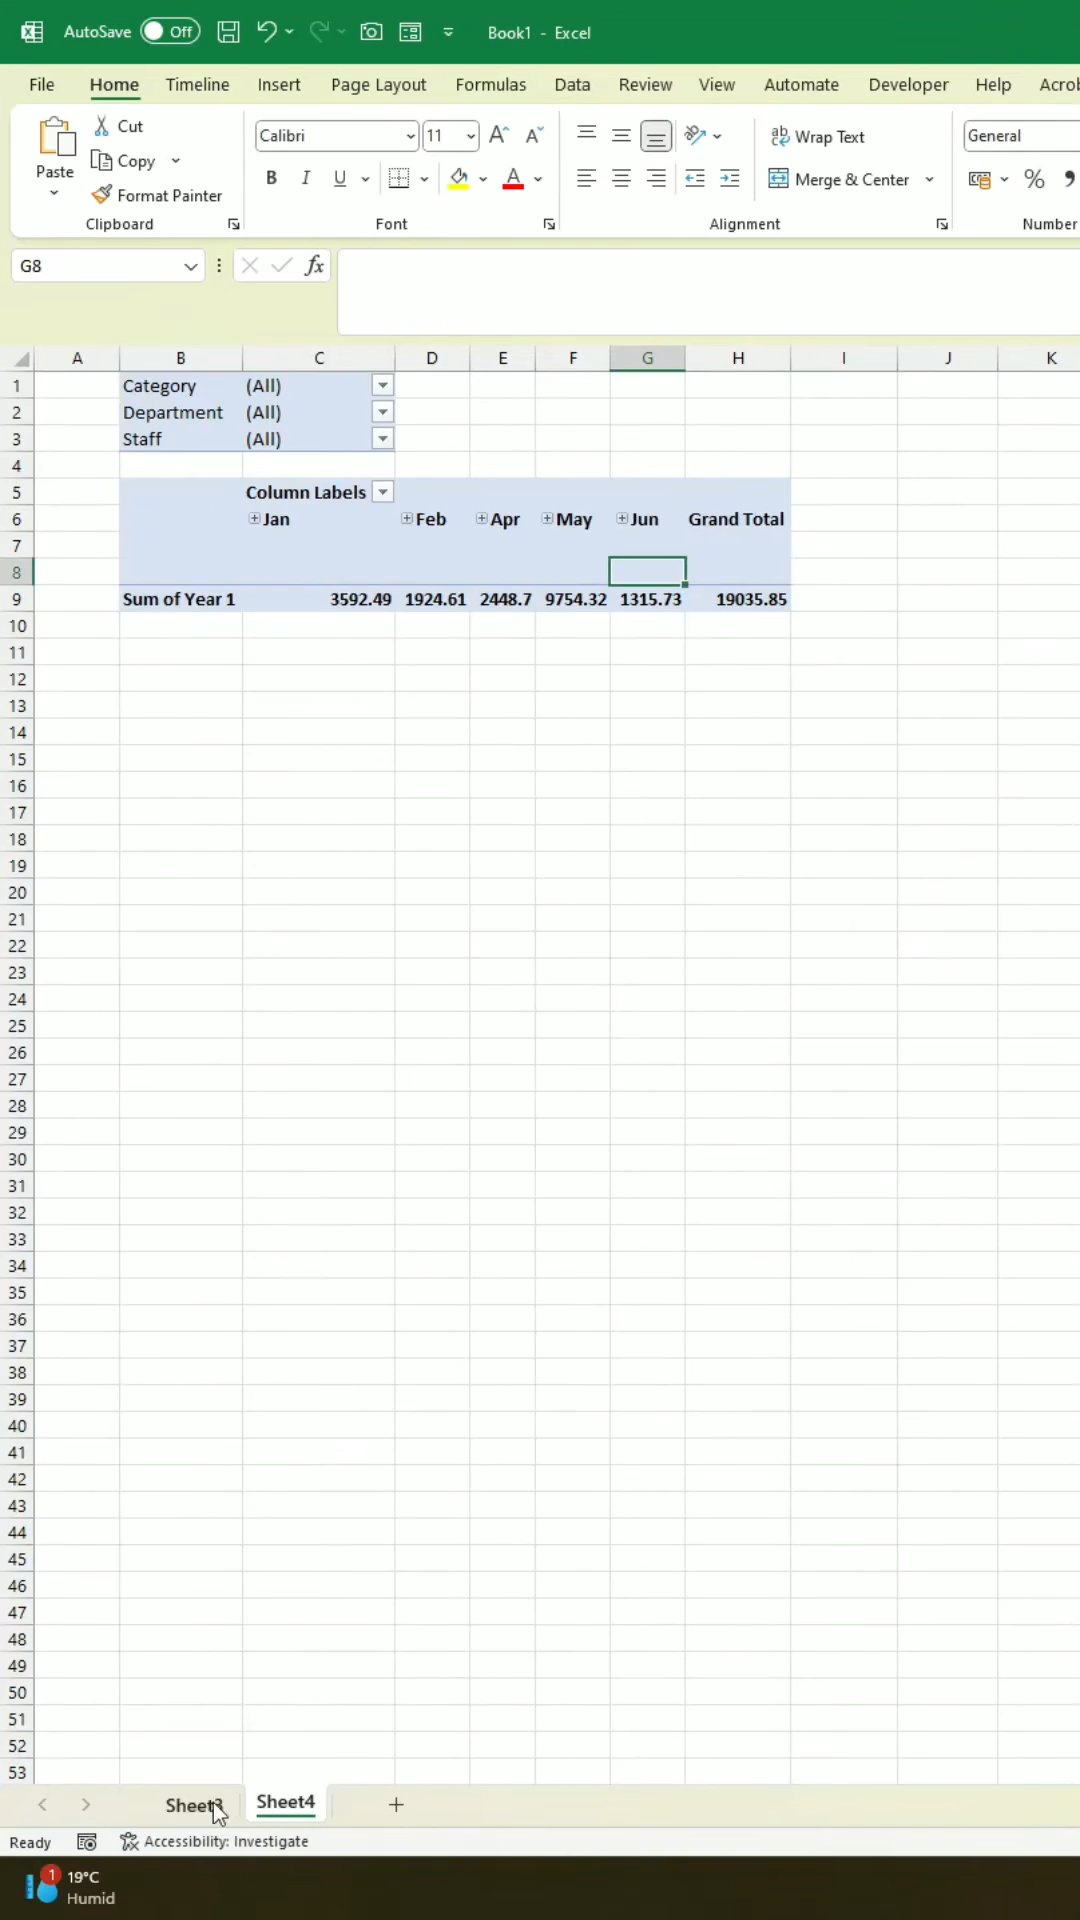 AutoSave Off Book1 - Excel
File Home Timeline Insert Page Layout Formulas Data Review View Automate Developer Help Acrob
Paste Cut Copy Format Painter
Calibri 11 B I U A
ab Wrap Text
Merge & Center
General
%
Clipboard Font Alignment Number
G8 fx
A B C D E F G H I J K
1 Category (All)
2 Department (All)
3 Staff (All)
4
5 Column Labels
6 Jan Feb Apr May Jun Grand Total
7
8
9 Sum of Year 1 3592.49 1924.61 2448.7 9754.32 1315.73 19035.85
10
11
12
13
14
15
16
17
18
19
20
21
22
23
24
25
26
27
28
29
30
31
32
33
34
35
36
37
38
39
40
41
42
43
44
45
46
47
48
49
50
51
52
53
Sheet3 Sheet4 +
Ready Accessibility: Investigate
1 19°C
Humid